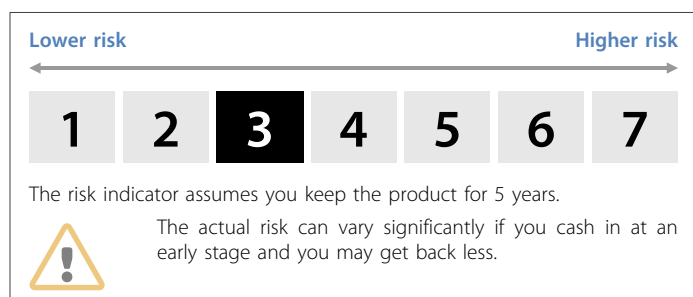 Lower risk Higher risk
1 2 3 4 5 6 7
The risk indicator assumes you keep the product for 5 years.
The actual risk can vary significantly if you cash in at an
early stage and you may get back less.